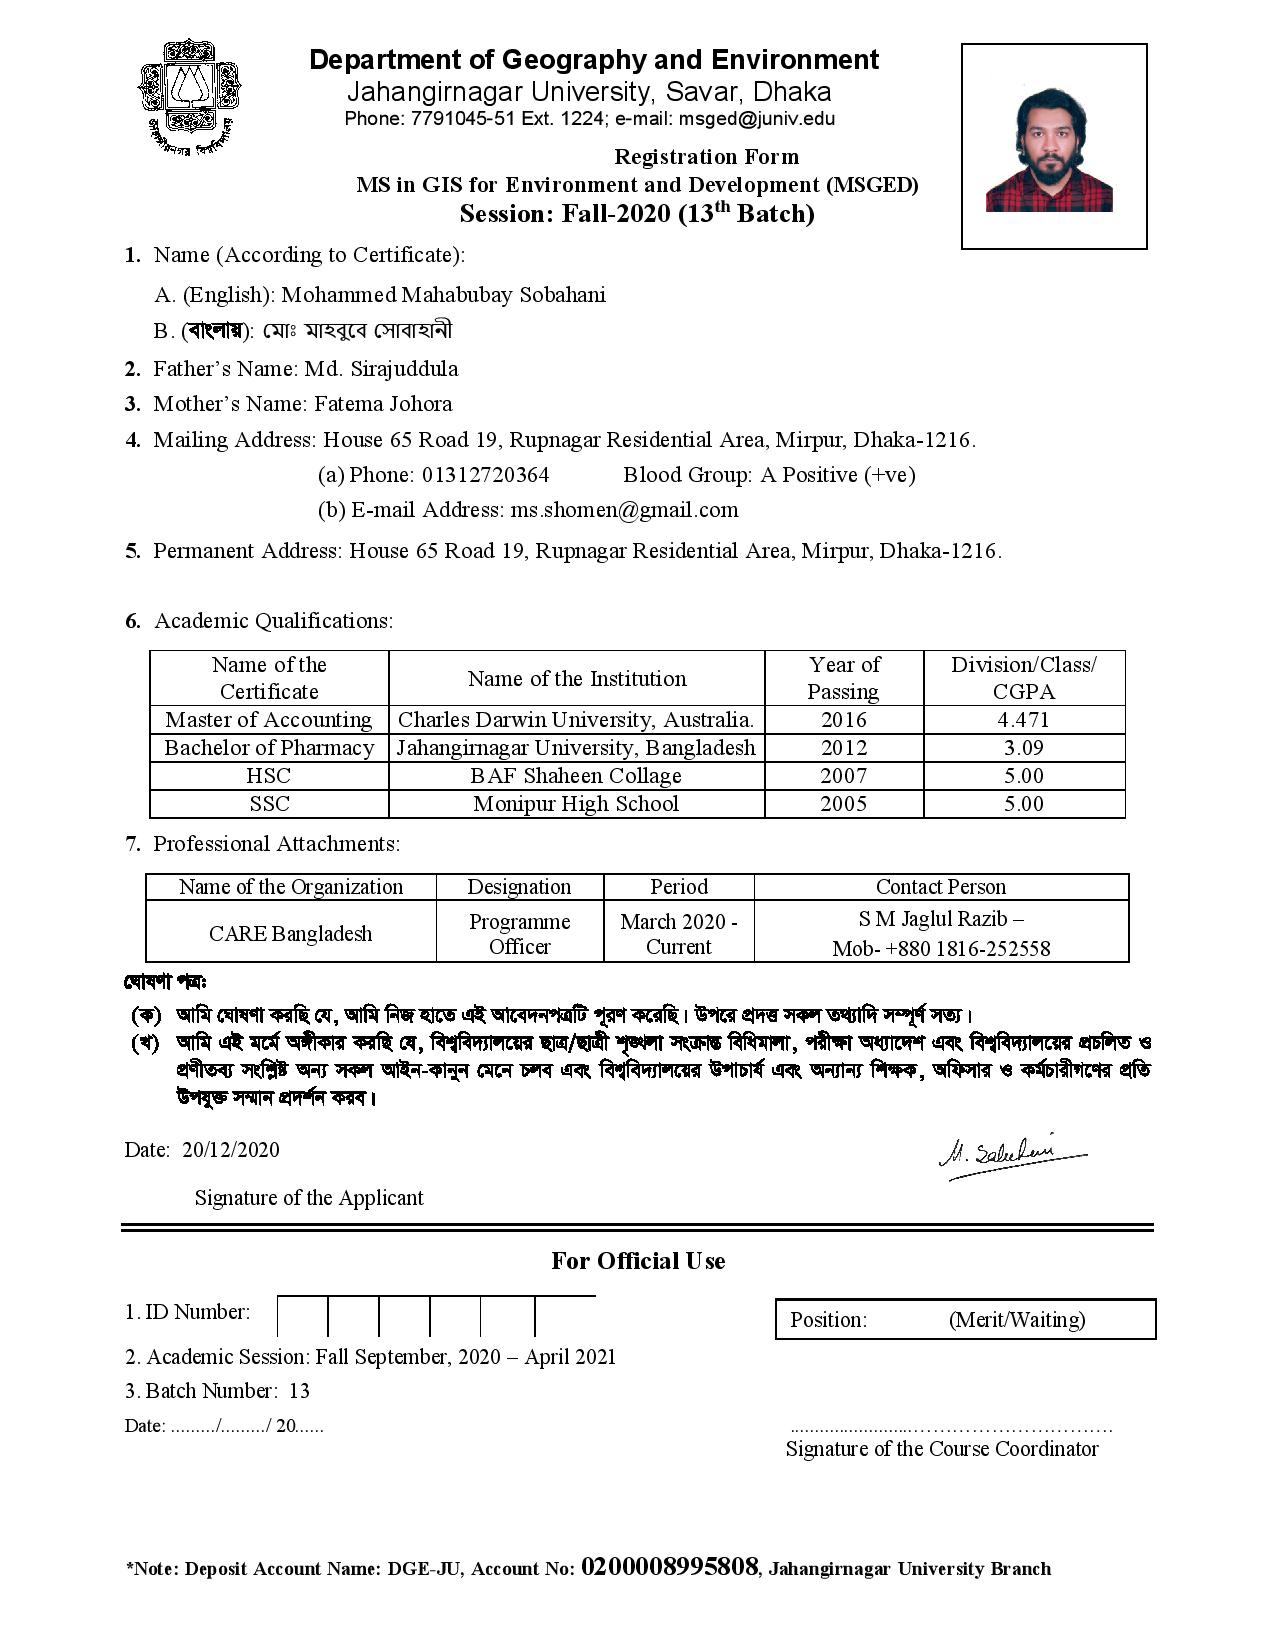 জাহাঙ্গীরনগর বিশ্ববিদ্যালয়
Department of Geography and Environment
Jahangirnagar University, Savar, Dhaka
Phone: 7791045-51 Ext. 1224; e-mail: msged@juniv.edu
Registration Form
MS in GIS for Environment and Development (MSGED)
Session: Fall-2020 (13th Batch)
1. Name (According to Certificate):
A. (English): Mohammed Mahabubay Sobahani
B. (বাংলায়): মোঃ মাহবুবে সোবাহানী
2. Father’s Name: Md. Sirajuddula
3. Mother’s Name: Fatema Johora
4. Mailing Address: House 65 Road 19, Rupnagar Residential Area, Mirpur, Dhaka-1216.
(a) Phone: 01312720364 Blood Group: A Positive (+ve)
(b) E-mail Address: ms.shomen@gmail.com
5. Permanent Address: House 65 Road 19, Rupnagar Residential Area, Mirpur, Dhaka-1216.
6. Academic Qualifications:
Name of the Certificate Name of the Institution Year of Passing Division/Class/ CGPA
Master of Accounting Charles Darwin University, Australia. 2016 4.471
Bachelor of Pharmacy Jahangirnagar University, Bangladesh 2012 3.09
HSC BAF Shaheen Collage 2007 5.00
SSC Monipur High School 2005 5.00
7. Professional Attachments:
Name of the Organization Designation Period Contact Person
CARE Bangladesh Programme Officer March 2020 - Current S M Jaglul Razib – Mob- +880 1816-252558
ঘোষণা পত্র:
(ক) আমি ঘোষণা করছি যে, আমি নিজ হাতে এই আবেদনপত্রটি পূরণ করেছি। উপরে প্রদত্ত সকল তথ্যাদি সম্পূর্ণ সত্য।
(খ) আমি এই মর্মে অঙ্গীকার করছি যে, বিশ্ববিদ্যালয়ের ছাত্র/ছাত্রী শৃঙ্খলা সংক্রান্ত বিধিমালা, পরীক্ষা অধ্যাদেশ এবং বিশ্ববিদ্যালয়ের প্রচলিত ও
প্রণীতব্য সংশ্লিষ্ট অন্য সকল আইন-কানুন মেনে চলব এবং বিশ্ববিদ্যালয়ের উপাচার্য এবং অন্যান্য শিক্ষক, অফিসার ও কর্মচারীগণের প্রতি
উপযুক্ত সম্মান প্রদর্শন করব।
Date: 20/12/2020
M. Sobahani
Signature of the Applicant
For Official Use
1. ID Number:
Position: (Merit/Waiting)
2. Academic Session: Fall September, 2020 – April 2021
3. Batch Number: 13
Date: ........./........./ 20......
.........................…………………………….
Signature of the Course Coordinator
*Note: Deposit Account Name: DGE-JU, Account No: 0200008995808, Jahangirnagar University Branch